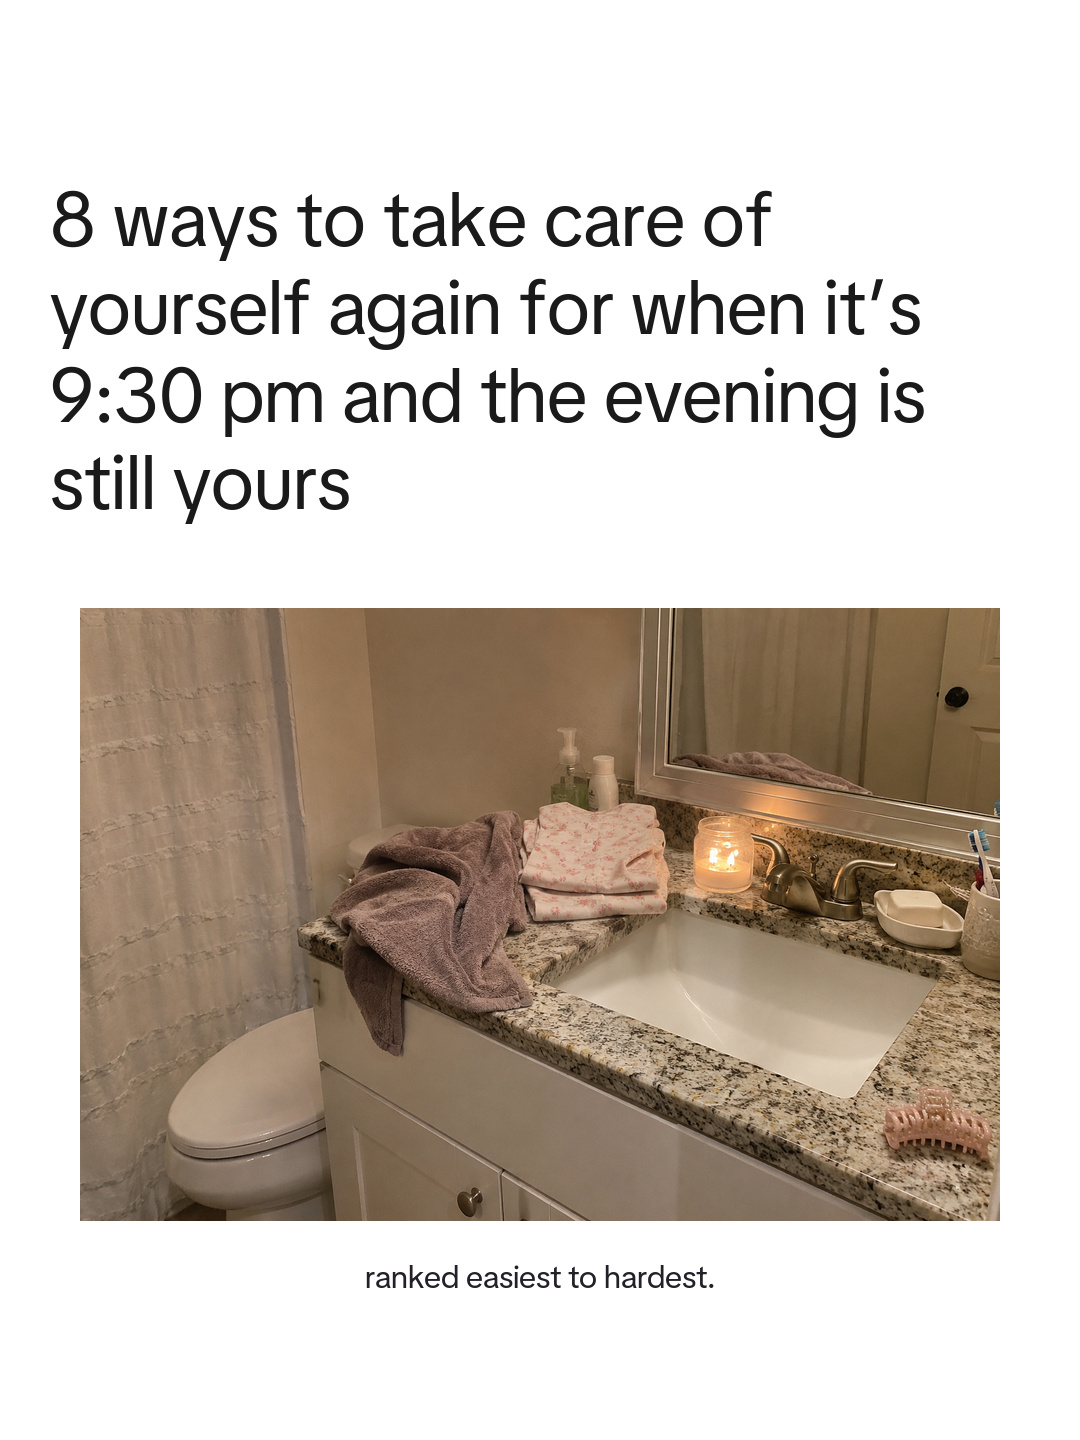 8 ways to take care of
yourself again for when it’s
9:30 pm and the evening is
still yours
ranked easiest to hardest.